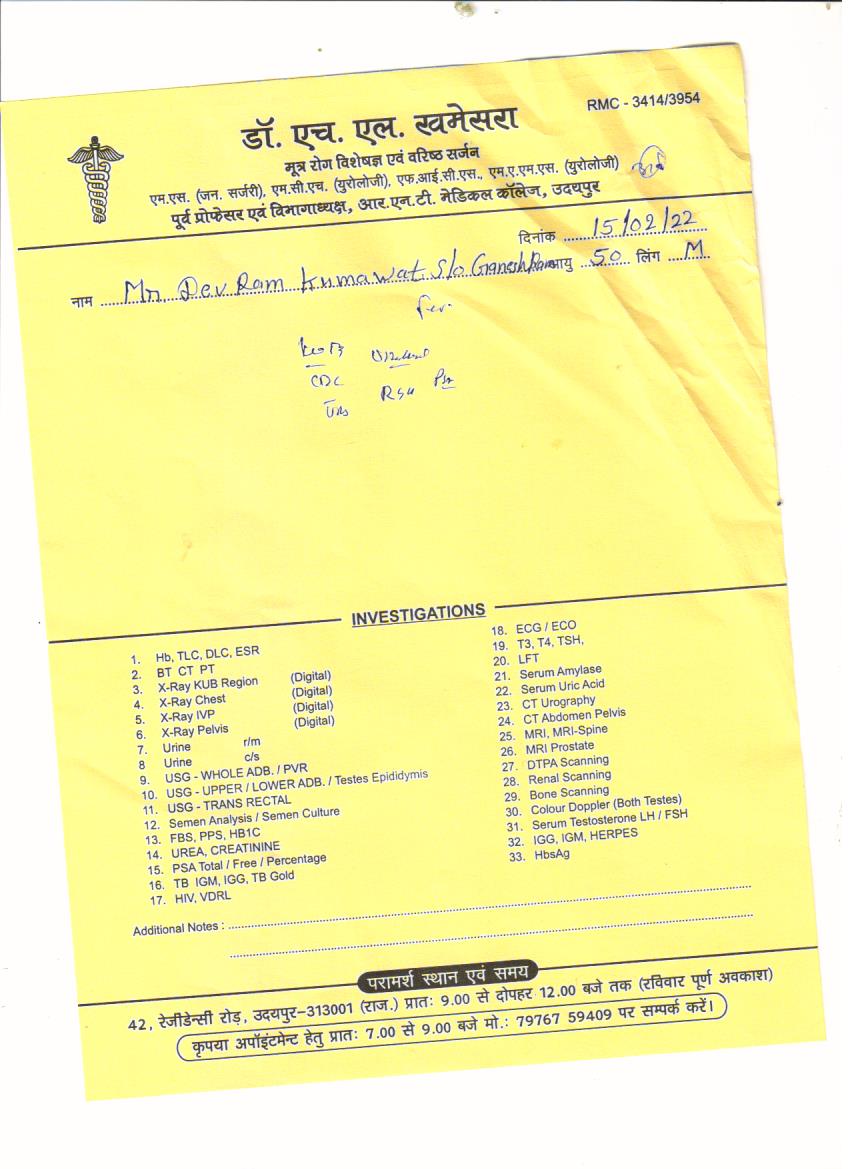 RMC - 3414/3954
डॉ. एच. एल. खमेसरा
मूत्र रोग विशेषज्ञ एवं वरिष्ठ सर्जन
एम.एस. (जन. सर्जरी), एम.सी.एच. (युरोलोजी), एफ.आई.सी.एस., एम.ए.एम.एस. (युरोलोजी)
पूर्व प्रोफेसर एवं विभागाध्यक्ष, आर.एन.टी. मेडिकल कॉलेज, उदयपुर
दिनांक 15/02/22
नाम Mr. Dev Ram Kumawat S/o Ganesh Ram आयु 50 लिंग M
CBC
INVESTIGATIONS
1. Hb, TLC, DLC, ESR
2. BT CT PT
3. X-Ray KUB Region (Digital)
4. X-Ray Chest (Digital)
5. X-Ray IVP (Digital)
6. X-Ray Pelvis (Digital)
7. Urine r/m
8 Urine c/s
9. USG - WHOLE ADB. / PVR
10. USG - UPPER / LOWER ADB. / Testes Epididymis
11. USG - TRANS RECTAL
12. Semen Analysis / Semen Culture
13. FBS, PPS, HB1C
14. UREA, CREATININE
15. PSA Total / Free / Percentage
16. TB IGM, IGG, TB Gold
17. HIV, VDRL
18. ECG / ECO
19. T3, T4, TSH,
20. LFT
21. Serum Amylase
22. Serum Uric Acid
23. CT Urography
24. CT Abdomen Pelvis
25. MRI, MRI-Spine
26. MRI Prostate
27. DTPA Scanning
28. Renal Scanning
29. Bone Scanning
30. Colour Doppler (Both Testes)
31. Serum Testosterone LH / FSH
32. IGG, IGM, HERPES
33. HbsAg
Additional Notes :
परामर्श स्थान एवं समय
42, रेजीडेन्सी रोड़, उदयपुर-313001 (राज.) प्रातः 9.00 से दोपहर 12.00 बजे तक (रविवार पूर्ण अवकाश)
कृपया अपॉइंटमेन्ट हेतु प्रातः 7.00 से 9.00 बजे मो.: 79767 59409 पर सम्पर्क करें।